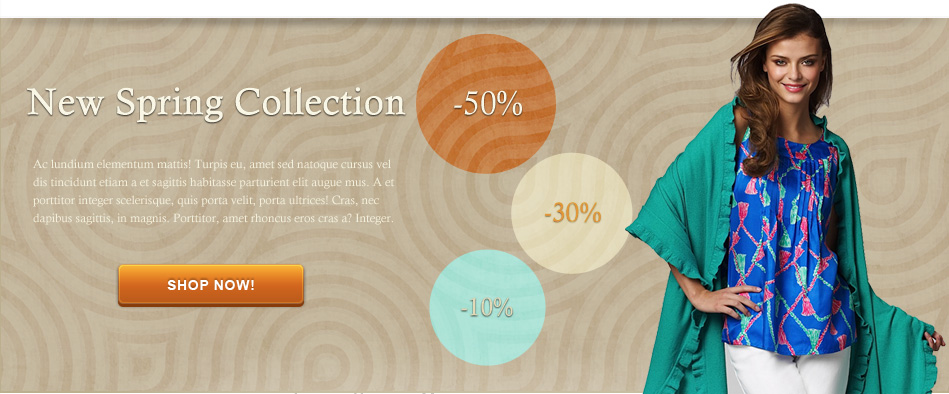 New Spring Collection
-50%
Ac lundium elementum mattis! Turpis eu, amet sed natoque cursus vel
dis tincidunt etiam a et sagittis habitasse parturient elit augue mus. A et
porttitor integer scelerisque, quis porta velit, porta ultrices! Cras, nec
dapibus sagittis, in magnis. Porttitor, amet rhoncus eros cras a? Integer.
-30%
SHOP NOW!
-10%